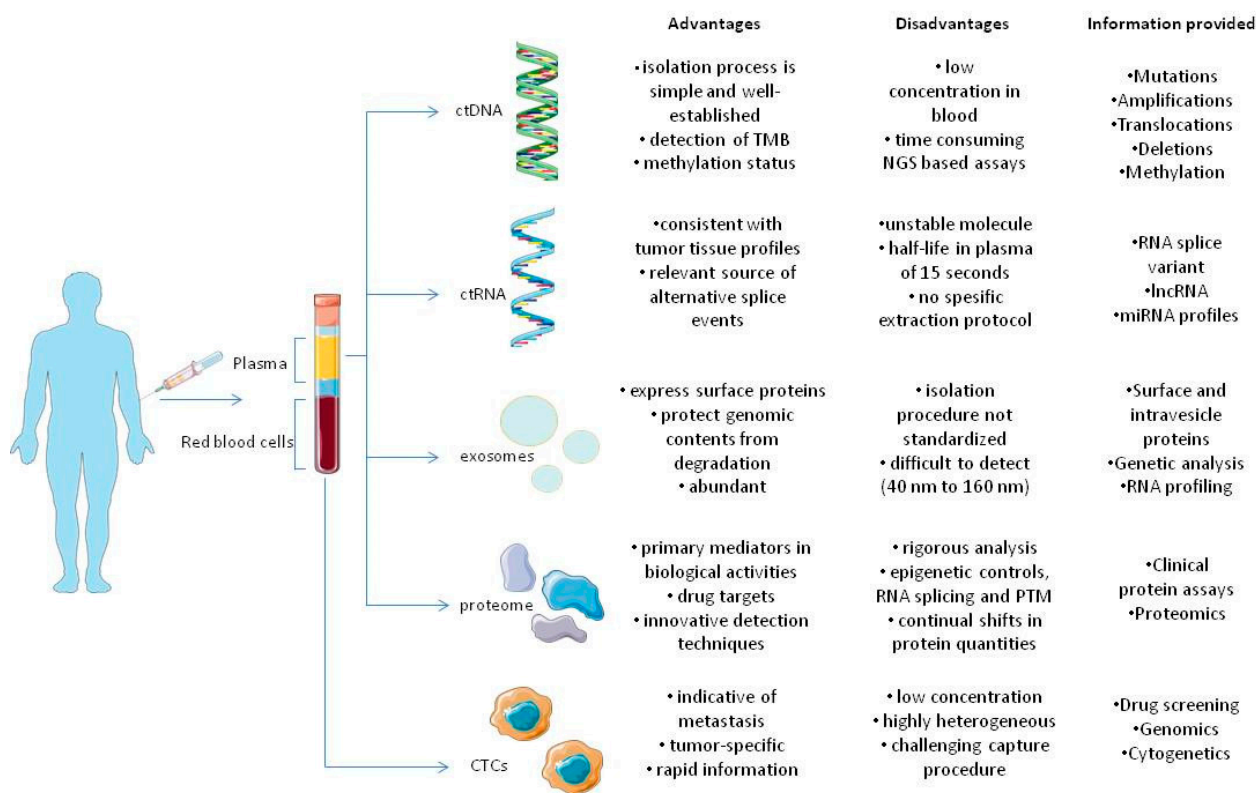 Advantages
Disadvantages
Information provided
ctDNA
• isolation process is
simple and well-
established
• detection of TMB
• methylation status
• low
concentration in
blood
• time consuming
NGS based assays
•Mutations
•Amplifications
•Translocations
•Deletions
•Methylation
ctRNA
• consistent with
tumor tissue profiles
• relevant source of
alternative splice
events
•unstable molecule
• half-life in plasma
of 15 seconds
• no spesific
extraction protocol
•RNA splice
variant
•lncRNA
•miRNA profiles
Plasma
Red blood cells
exosomes
• express surface proteins
• protect genomic
contents from
degradation
• abundant
• isolation
procedure not
standardized
• difficult to detect
(40 nm to 160 nm)
•Surface and
intravesicle
proteins
•Genetic analysis
•RNA profiling
proteome
• primary mediators in
biological activities
• drug targets
• innovative detection
techniques
• rigorous analysis
• epigenetic controls,
RNA splicing and PTM
• continual shifts in
protein quantities
•Clinical
protein assays
•Proteomics
CTCs
• indicative of
metastasis
• tumor-specific
• rapid information
• low concentration
• highly heterogeneous
• challenging capture
procedure
•Drug screening
•Genomics
•Cytogenetics